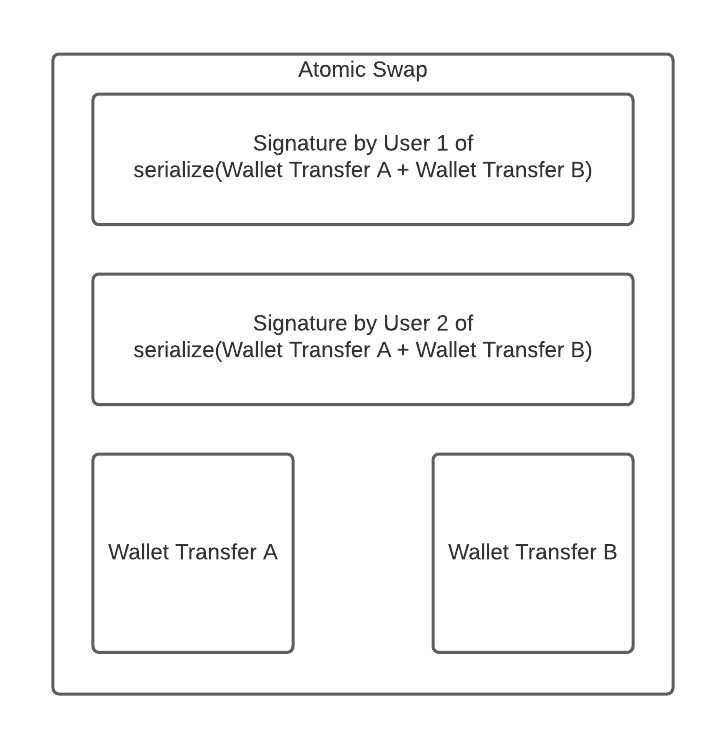 Atomic Swap
Signature by User 1 of
serialize(Wallet Transfer A + Wallet Transfer B)
Signature by User 2 of
serialize(Wallet Transfer A + Wallet Transfer B)
Wallet Transfer A
Wallet Transfer B